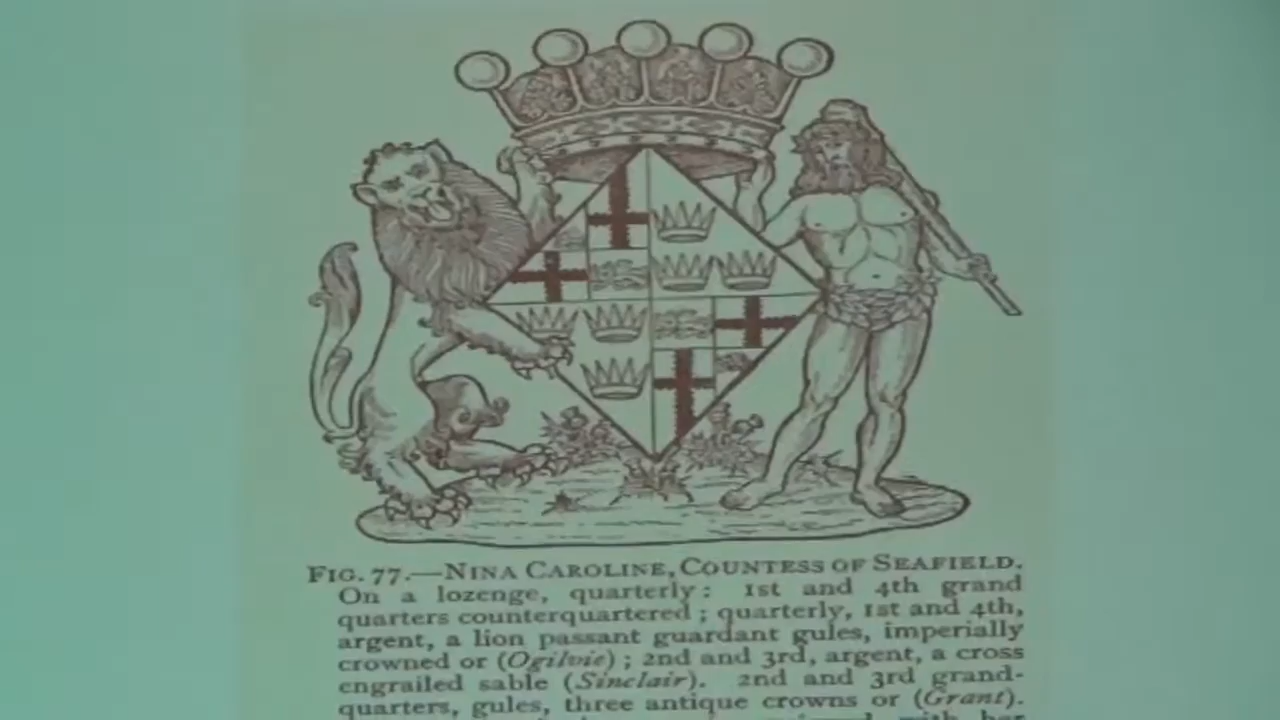 FIG. 77.—NINA CAROLINE, COUNTESS OF SEAFIELD.
On a lozenge, quarterly: 1st and 4th grand
quarters counterquartered; quarterly, 1st and 4th,
argent, a lion passant guardant gules, imperially
crowned or (Ogilvie); 2nd and 3rd, argent, a cross
engrailed sable (Sinclair). 2nd and 3rd grand-
quarters, gules, three antique crowns or (Grant).
with her